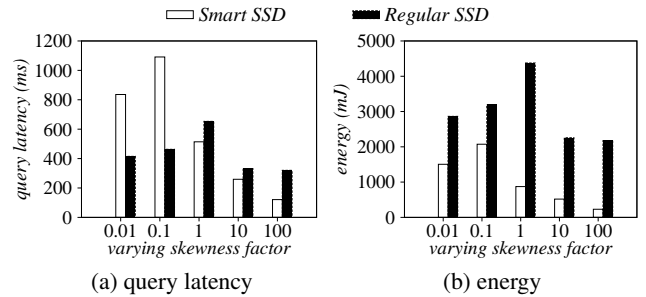 Smart SSD Regular SSD
query latency (ms)
1200
1000
800
600
400
200
0
0.01 0.1 1 10 100
varying skewness factor
(a) query latency
energy (mJ)
5000
4000
3000
2000
1000
0
0.01 0.1 1 10 100
varying skewness factor
(b) energy